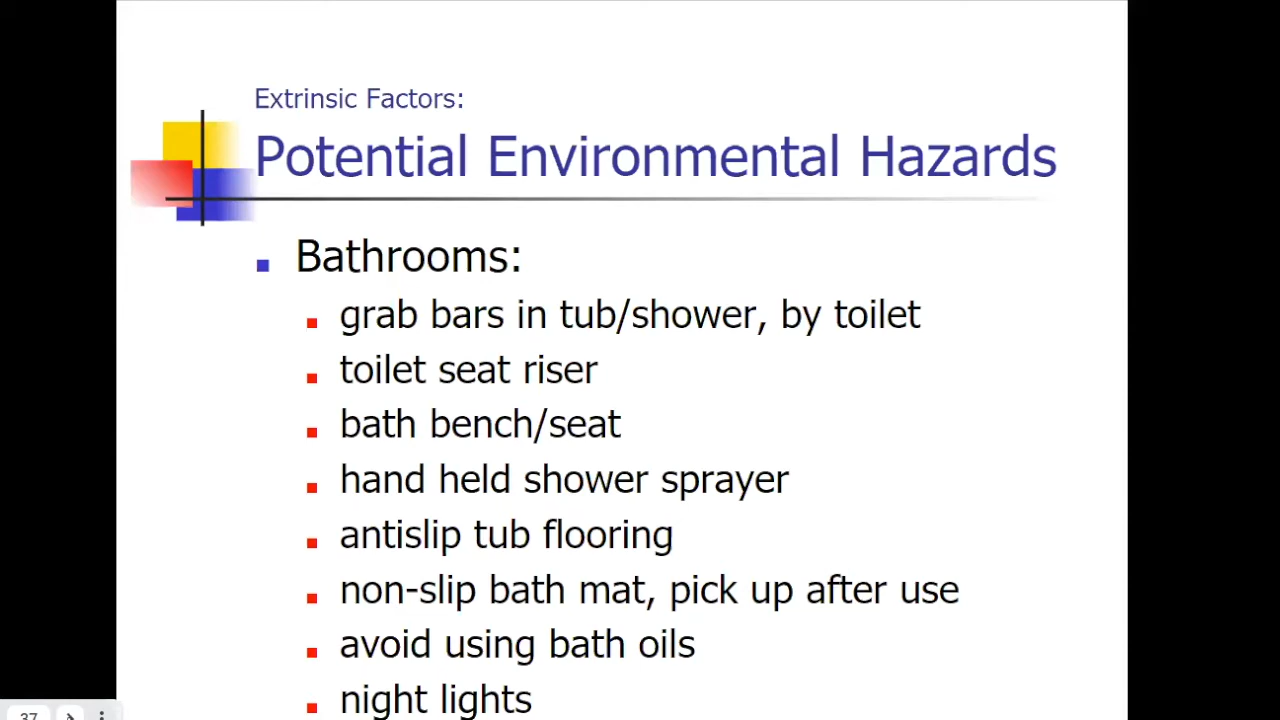 Extrinsic Factors:
Potential Environmental Hazards
Bathrooms:
grab bars in tub/shower, by toilet
toilet seat riser
bath bench/seat
hand held shower sprayer
antislip tub flooring
non-slip bath mat, pick up after use
avoid using bath oils
night lights
37